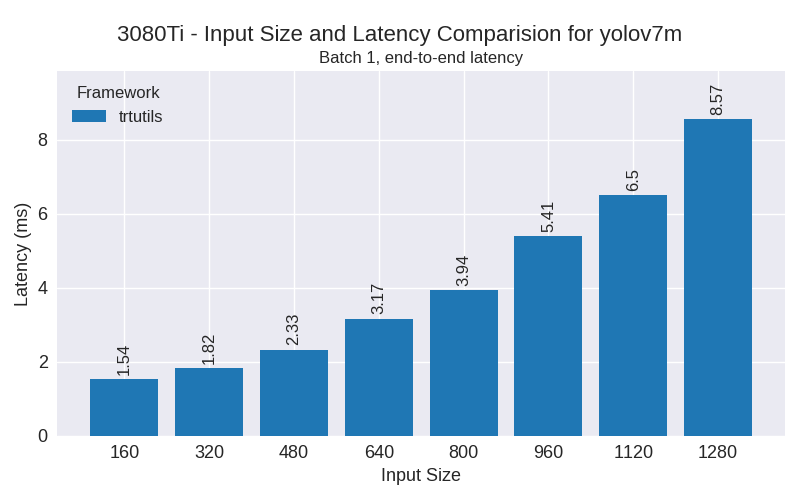 3080Ti - Input Size and Latency Comparision for yolov7m
Batch 1, end-to-end latency
Framework
trtutils
Latency (ms)
8
6
4
2
0
1.54
1.82
2.33
3.17
3.94
5.41
6.5
8.57
160 320 480 640 800 960 1120 1280
Input Size